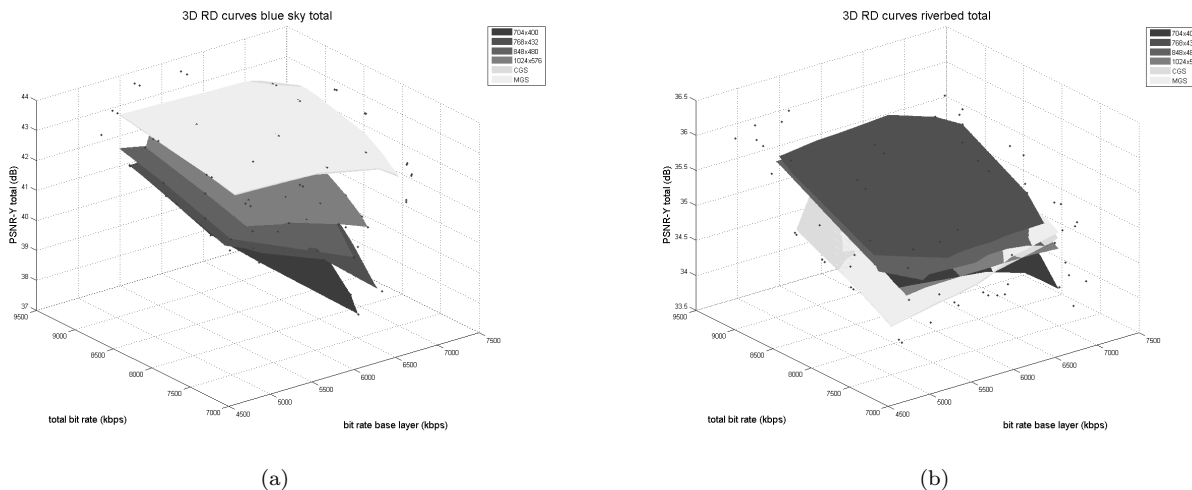 3D RD curves blue sky total
704x400
768x432
848x480
1024x576
CGS
MGS
44
43
42
41
40
39
38
37
PSNR-Y total (dB)
9500
9000
8500
8000
7500
7000
total bit rate (kbps)
4500
5000
5500
6000
6500
7000
7500
bit rate base layer (kbps)
(a)
3D RD curves riverbed total
704x40
768x43
848x48
1024x57
CGS
MGS
36.5
36
35.5
35
34.5
34
33.5
PSNR-Y total (dB)
9500
9000
8500
8000
7500
7000
total bit rate (kbps)
4500
5000
5500
6000
6500
7000
7500
bit rate base layer (kbps)
(b)